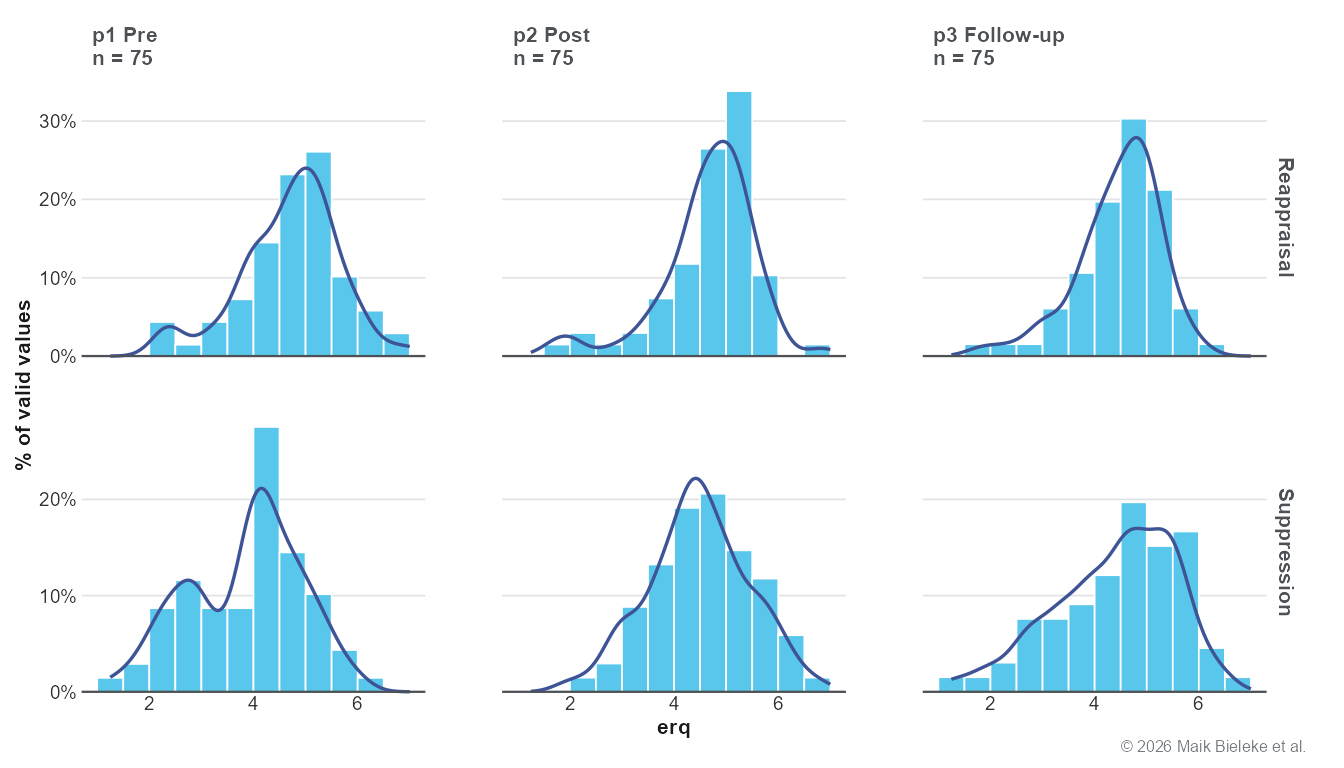 p1 Pre
n = 75
p2 Post
n = 75
p3 Follow-up
n = 75
30%
20%
10%
0%
Reappraisal
% of valid values
20%
10%
0%
Suppression
2
4
6
2
4
6
2
4
6
erq
© 2026 Maik Bieleke et al.